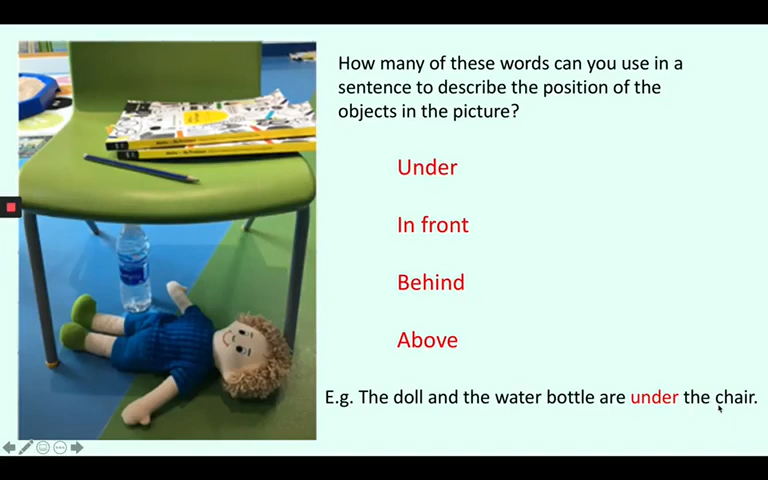 How many of these words can you use in a
sentence to describe the position of the
objects in the picture?
Under
In front
Behind
Above
E.g. The doll and the water bottle are under the chair.